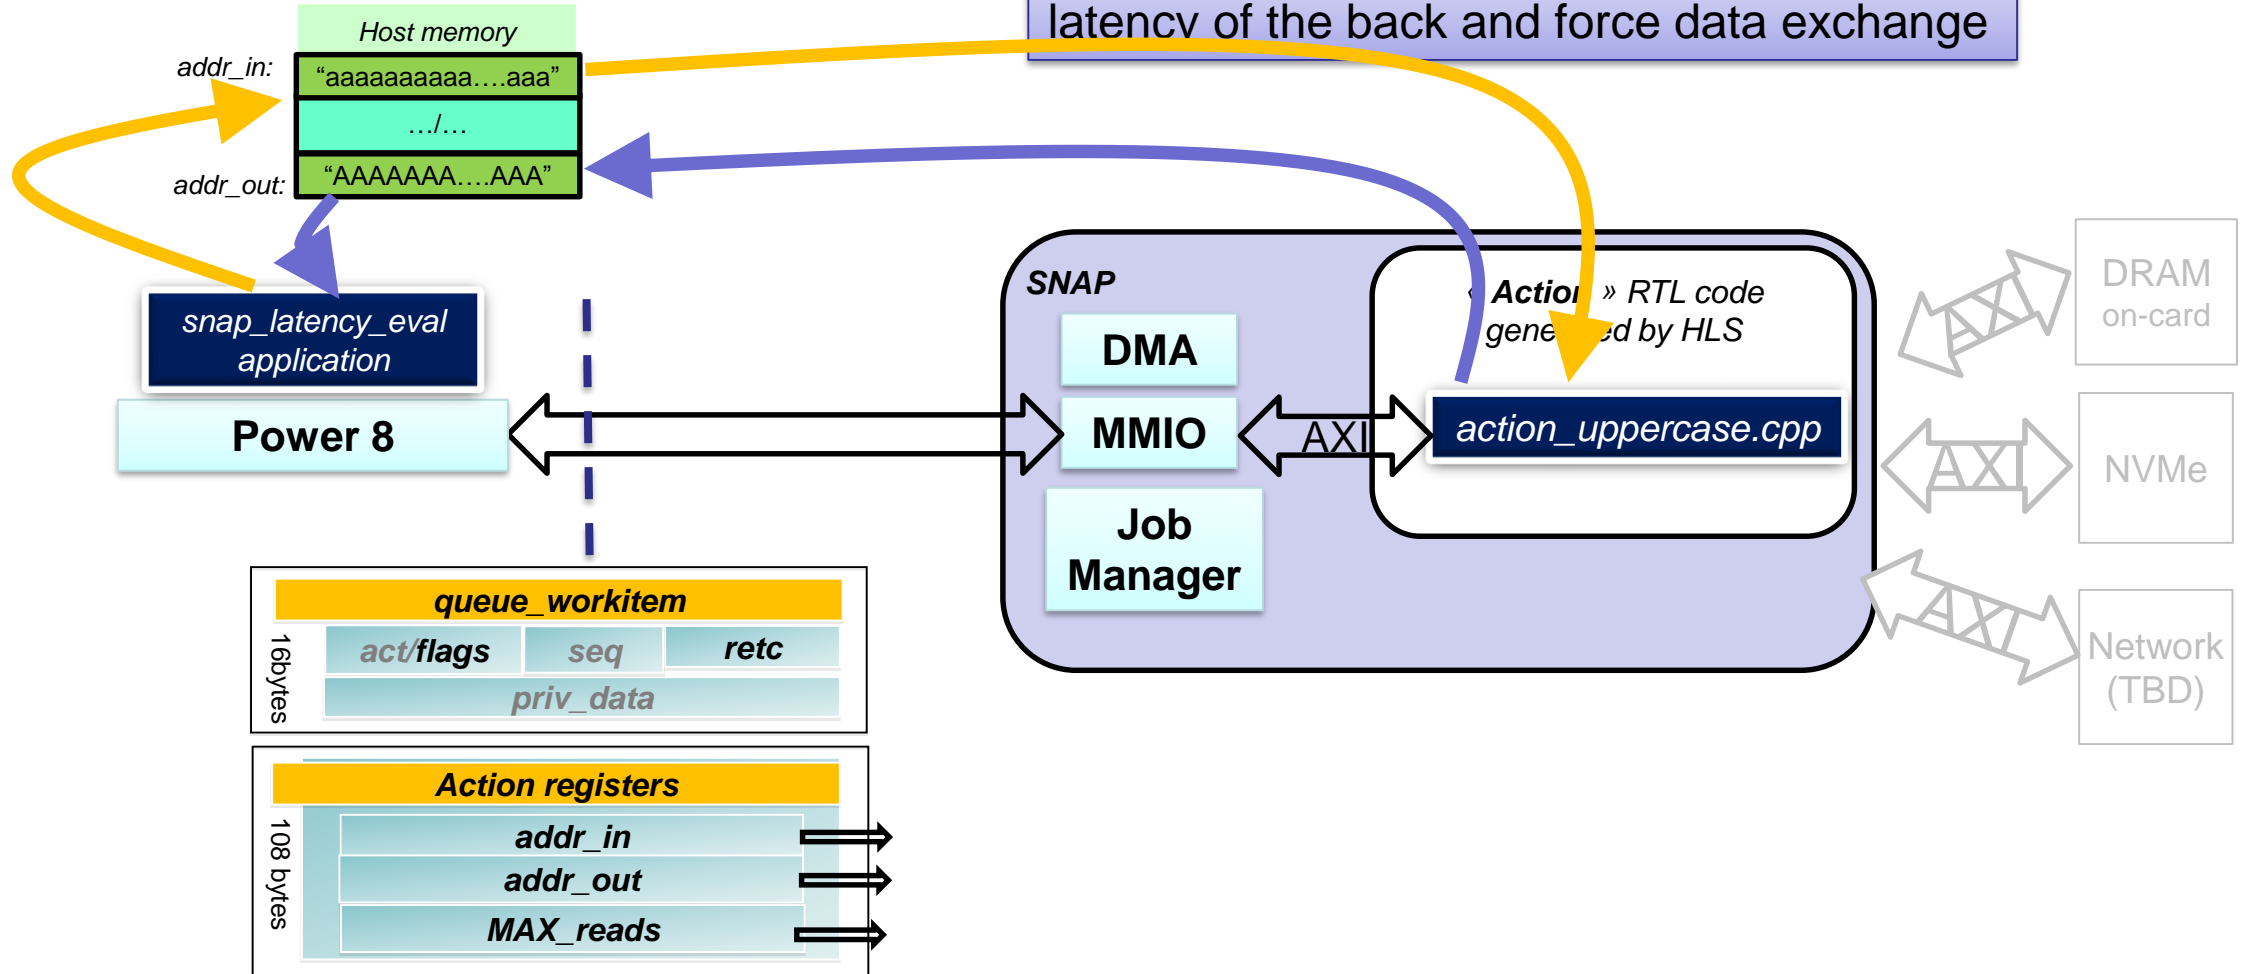 latency of the back and force data exchange
Host memory
addr_in:
“aaaaaaaaaa….aaa”
…/…
addr_out:
“AAAAAAA….AAA”
snap_latency_eval
application
Power 8
SNAP
DMA
MMIO
Job
Manager
AXI
« Action » RTL code
generated by HLS
action_uppercase.cpp
AXI
DRAM
on-card
AXI
NVMe
AXI
Network
(TBD)
queue_workitem
16bytes
act/flags
seq
retc
priv_data
Action registers
108 bytes
addr_in
addr_out
MAX_reads